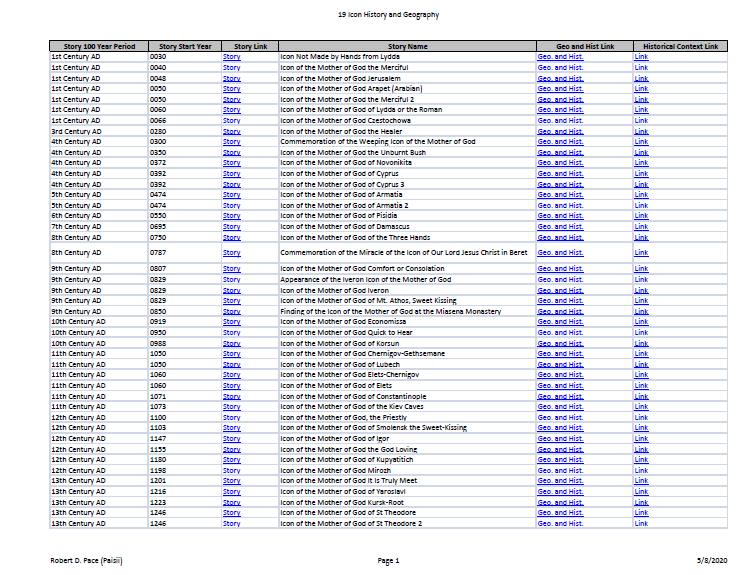 19 Icon History and Geography
Story 100 Year Period Story Start Year Story Link Story Name Geo and Hist Link Historical Context Link
1st Century AD 0030 Story Icon Not Made by Hands from Lydda Geo. and Hist. Link
1st Century AD 0040 Story Icon of the Mother of God the Merciful Geo. and Hist. Link
1st Century AD 0048 Story Icon of the Mother of God Jerusalem Geo. and Hist. Link
1st Century AD 0050 Story Icon of the Mother of God Arapet (Arabian) Geo. and Hist. Link
1st Century AD 0050 Story Icon of the Mother of God the Merciful 2 Geo. and Hist. Link
1st Century AD 0060 Story Icon of the Mother of God of Lydda or the Roman Geo. and Hist. Link
1st Century AD 0066 Story Icon of the Mother of God Czestochowa Geo. and Hist. Link
3rd Century AD 0280 Story Icon of the Mother of God the Healer Geo. and Hist. Link
4th Century AD 0300 Story Commemoration of the Weeping Icon of the Mother of God Geo. and Hist. Link
4th Century AD 0350 Story Icon of the Mother of God the Unburnt Bush Geo. and Hist. Link
4th Century AD 0372 Story Icon of the Mother of God of Novonikita Geo. and Hist. Link
4th Century AD 0392 Story Icon of the Mother of God of Cyprus Geo. and Hist. Link
4th Century AD 0392 Story Icon of the Mother of God of Cyprus 3 Geo. and Hist. Link
5th Century AD 0474 Story Icon of the Mother of God of Armatia Geo. and Hist. Link
5th Century AD 0474 Story Icon of the Mother of God of Armatia 2 Geo. and Hist. Link
6th Century AD 0550 Story Icon of the Mother of God of Pisidia Geo. and Hist. Link
7th Century AD 0695 Story Icon of the Mother of God of Damascus Geo. and Hist. Link
8th Century AD 0750 Story Icon of the Mother of God of the Three Hands Geo. and Hist. Link
8th Century AD 0787 Story Commemoration of the Miracle of the Icon of Our Lord Jesus Christ in Beret Geo. and Hist. Link
9th Century AD 0807 Story Icon of the Mother of God Comfort or Consolation Geo. and Hist. Link
9th Century AD 0829 Story Appearance of the Iveron Icon of the Mother of God Geo. and Hist. Link
9th Century AD 0829 Story Icon of the Mother of God Iveron Geo. and Hist. Link
9th Century AD 0829 Story Icon of the Mother of God of Mt. Athos, Sweet Kissing Geo. and Hist. Link
9th Century AD 0850 Story Finding of the Icon of the Mother of God at the Miasena Monastery Geo. and Hist. Link
10th Century AD 0919 Story Icon of the Mother of God Economissa Geo. and Hist. Link
10th Century AD 0950 Story Icon of the Mother of God Quick to Hear Geo. and Hist. Link
10th Century AD 0988 Story Icon of the Mother of God of Korsun Geo. and Hist. Link
11th Century AD 1050 Story Icon of the Mother of God Chernigov-Gethsemane Geo. and Hist. Link
11th Century AD 1050 Story Icon of the Mother of God of Lubech Geo. and Hist. Link
11th Century AD 1060 Story Icon of the Mother of God Elets-Chernigov Geo. and Hist. Link
11th Century AD 1060 Story Icon of the Mother of God of Elets Geo. and Hist. Link
11th Century AD 1071 Story Icon of the Mother of God of Constantinople Geo. and Hist. Link
11th Century AD 1073 Story Icon of the Mother of God of the Kiev Caves Geo. and Hist. Link
12th Century AD 1100 Story Icon of the Mother of God, the Priestly Geo. and Hist. Link
12th Century AD 1103 Story Icon of the Mother of God of Smolensk the Sweet-Kissing Geo. and Hist. Link
12th Century AD 1147 Story Icon of the Mother of God of Igor Geo. and Hist. Link
12th Century AD 1155 Story Icon of the Mother of God the God Loving Geo. and Hist. Link
12th Century AD 1180 Story Icon of the Mother of God of Kupyatitich Geo. and Hist. Link
12th Century AD 1198 Story Icon of the Mother of God Mirozh Geo. and Hist. Link
13th Century AD 1201 Story Icon of the Mother of God It Is Truly Meet Geo. and Hist. Link
13th Century AD 1216 Story Icon of the Mother of God of Yaroslavl Geo. and Hist. Link
13th Century AD 1223 Story Icon of the Mother of God Kursk-Root Geo. and Hist. Link
13th Century AD 1246 Story Icon of the Mother of God of St Theodore Geo. and Hist. Link
13th Century AD 1246 Story Icon of the Mother of God of St Theodore 2 Geo. and Hist. Link
Robert D. Pace (Paisii) Page 1 5/8/2020